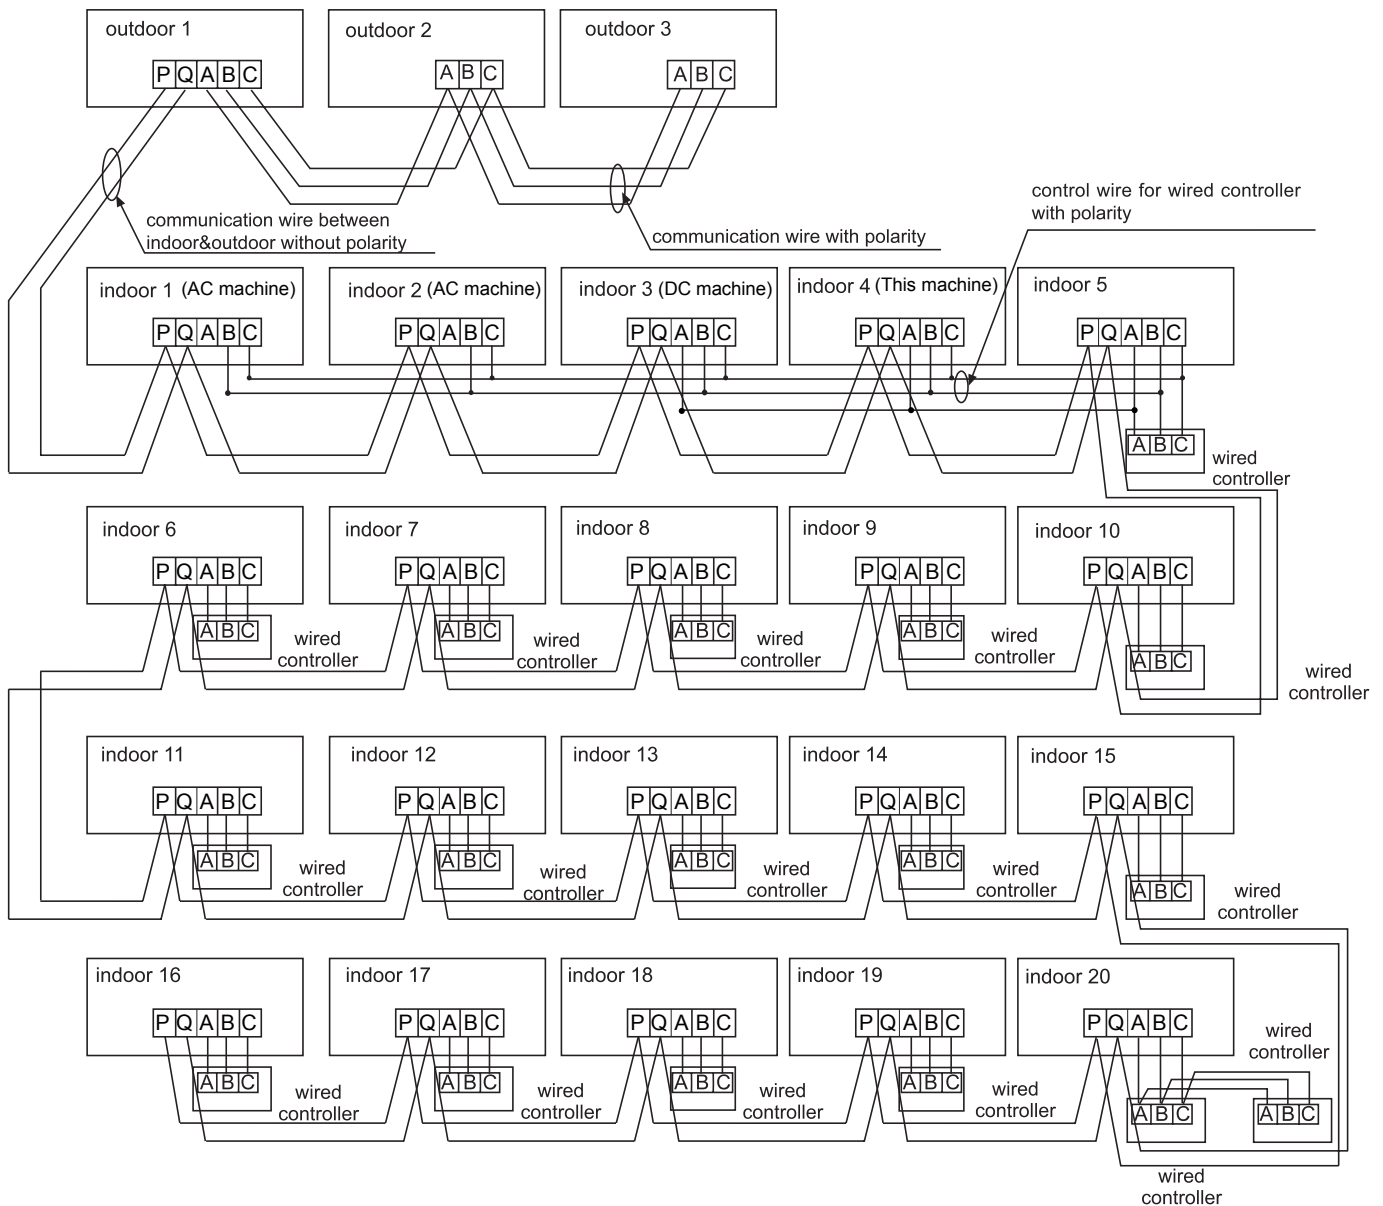 outdoor 1
outdoor 2
outdoor 3
P Q A B C
A B C
A B C
control wire for wired controller
with polarity
communication wire between
indoor&outdoor without polarity
communication wire with polarity
indoor 1 (AC machine)
indoor 2 (AC machine)
indoor 3 (DC machine)
indoor 4 (This machine)
indoor 5
P Q A B C
P Q A B C
P Q A B C
P Q A B C
P Q A B C
A B C
wired
controller
indoor 6
indoor 7
indoor 8
indoor 9
indoor 10
P Q A B C
P Q A B C
P Q A B C
P Q A B C
P Q A B C
A B C
wired
controller
A B C
wired
controller
A B C
wired
controller
A B C
wired
controller
A B C
wired
controller
indoor 11
indoor 12
indoor 13
indoor 14
indoor 15
P Q A B C
P Q A B C
P Q A B C
P Q A B C
P Q A B C
A B C
wired
controller
A B C
wired
controller
A B C
wired
controller
A B C
wired
controller
A B C
wired
controller
indoor 16
indoor 17
indoor 18
indoor 19
indoor 20
P Q A B C
P Q A B C
P Q A B C
P Q A B C
P Q A B C
A B C
wired
controller
A B C
wired
controller
A B C
wired
controller
A B C
wired
controller
wired
controller
A B C
A B C
wired
controller